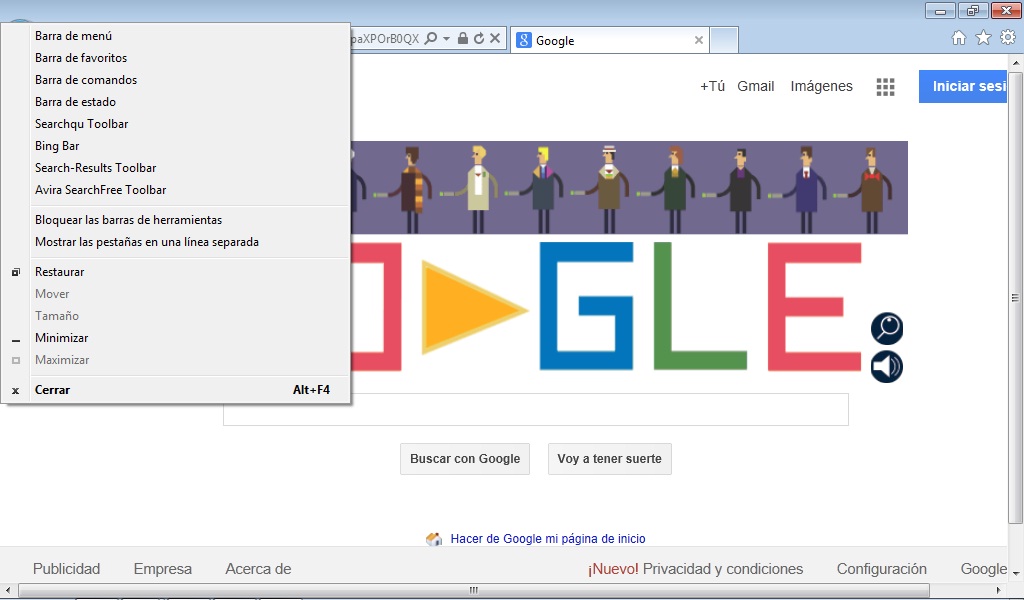 paXPOrB0QX
Google
Barra de menú
Barra de favoritos
Barra de comandos
Barra de estado
Searchqu Toolbar
Bing Bar
Search-Results Toolbar
Avira SearchFree Toolbar
Bloquear las barras de herramientas
Mostrar las pestañas en una línea separada
Restaurar
Mover
Tamaño
Minimizar
Maximizar
Cerrar Alt+F4
+Tú Gmail Imágenes Iniciar sesi
GLE
Buscar con Google Voy a tener suerte
Hacer de Google mi página de inicio
Publicidad Empresa Acerca de ¡Nuevo! Privacidad y condiciones Configuración Google